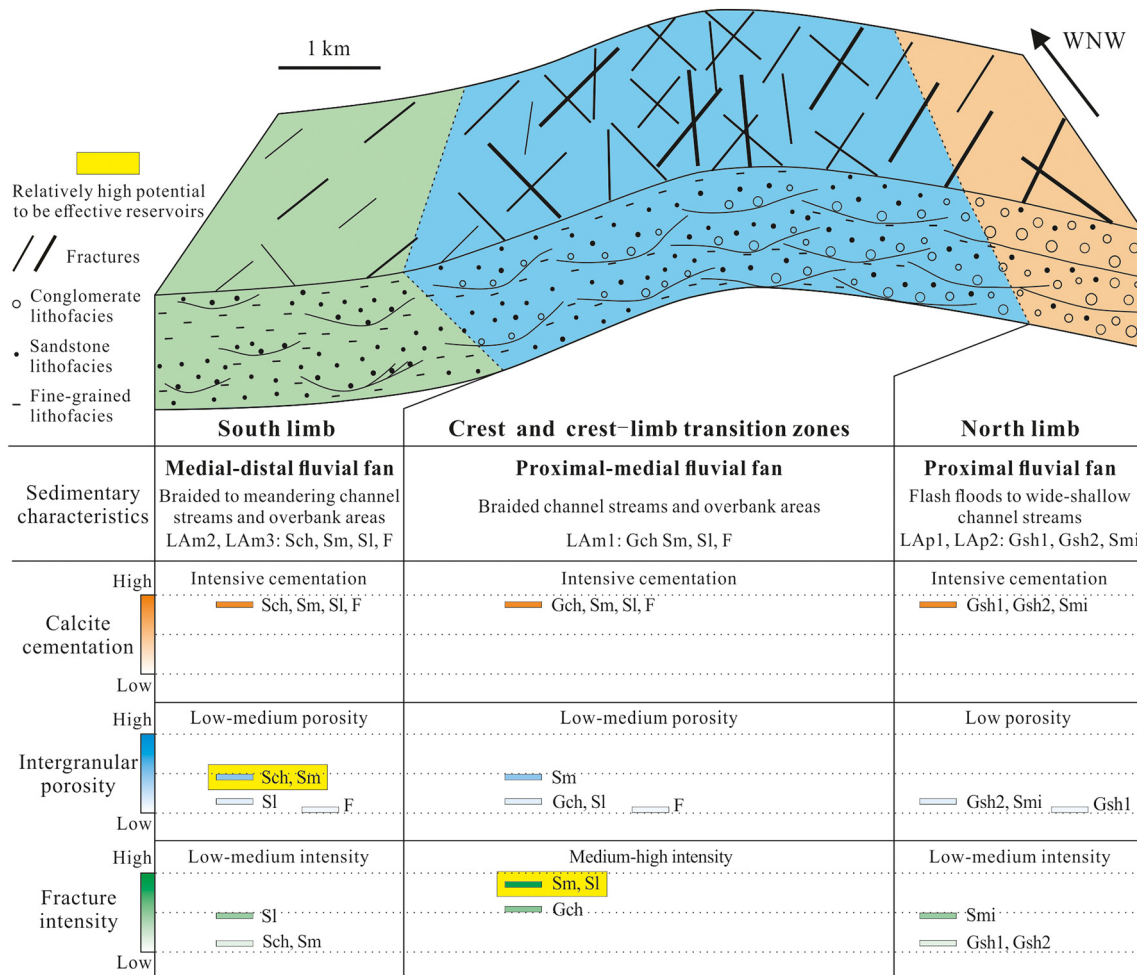 1 km
WNW
Relatively high potential
to be effective reservoirs
Fractures
Conglomerate
lithofacies
Sandstone
lithofacies
Fine-grained
lithofacies
South limb
Crest and crest-limb transition zones
North limb
Sedimentary
characteristics
Medial-distal fluvial fan
Braided to meandering channel
streams and overbank areas
LAm2, LAm3: Sch, Sm, Sl, F
Proximal-medial fluvial fan
Braided channel streams and overbank areas
LAm1: Gch Sm, Sl, F
Proximal fluvial fan
Flash floods to wide-shallow
channel streams
LAp1, LAp2: Gsh1, Gsh2, Smi
Calcite
cementation
High
Low
Intensive cementation
Sch, Sm, Sl, F
Intensive cementation
Gch, Sm, Sl, F
Intensive cementation
Gsh1, Gsh2, Smi
Intergranular
porosity
High
Low
Low-medium porosity
Sch, Sm
Sl
F
Low-medium porosity
Sm
Gch, Sl
F
Low porosity
Gsh2, Smi
Gsh1
Fracture
intensity
High
Low
Low-medium intensity
Sl
Sch, Sm
Medium-high intensity
Sm, Sl
Gch
Low-medium intensity
Smi
Gsh1, Gsh2